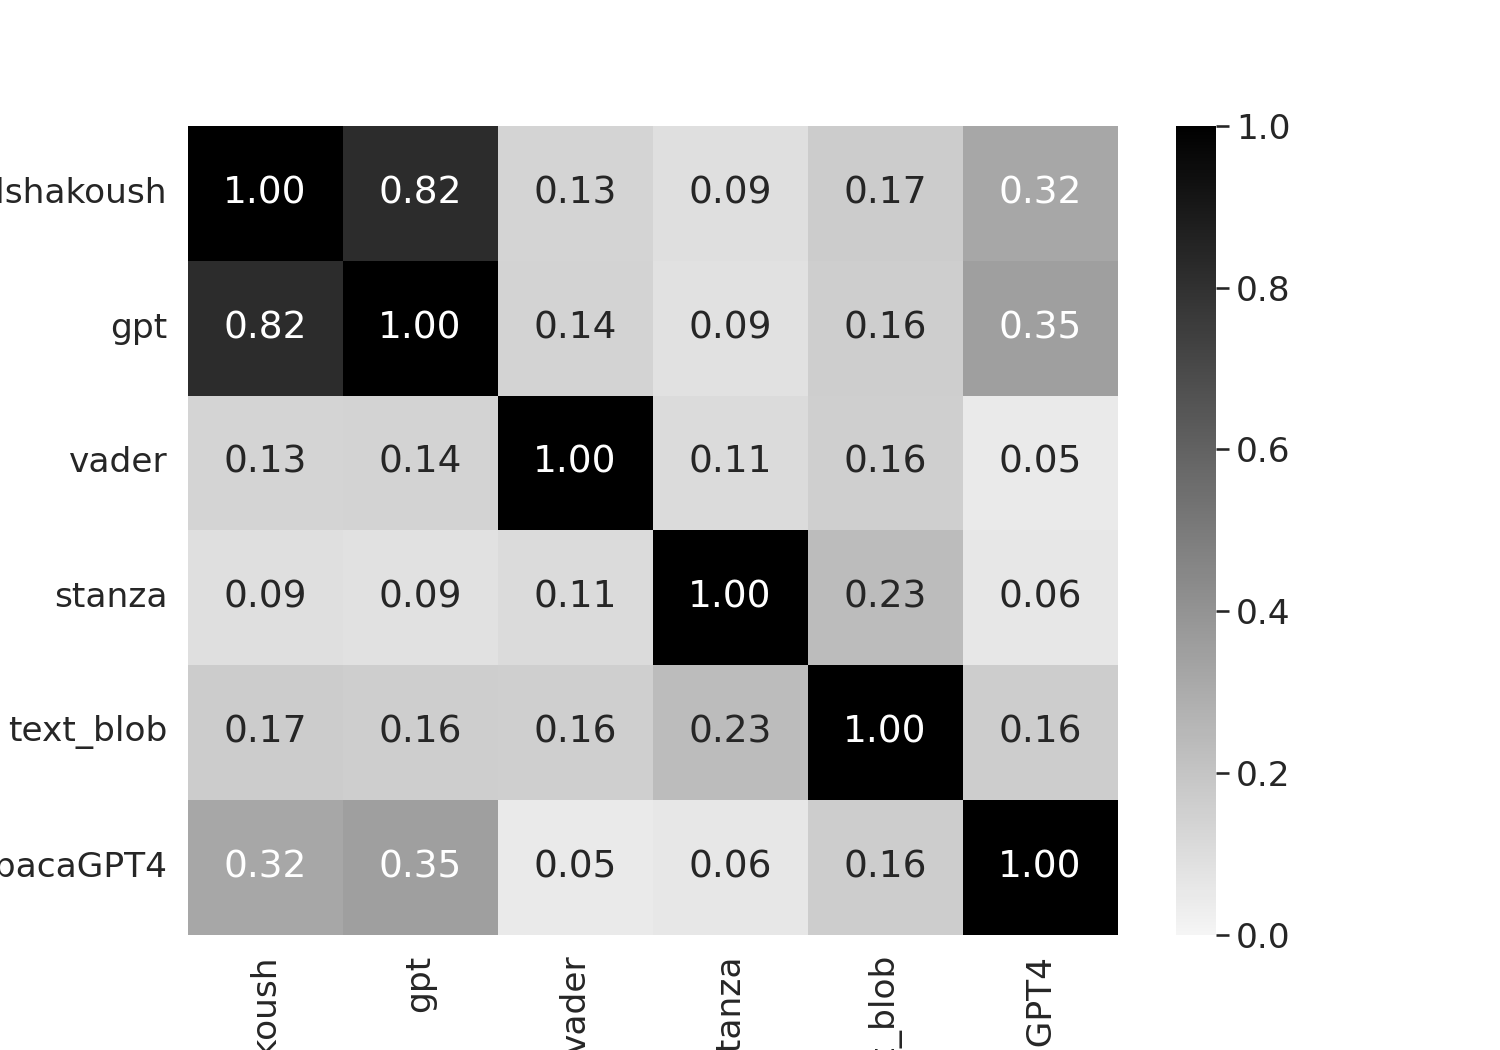 1.0
lshakoush 1.00 0.82 0.13 0.09 0.17 0.32
0.8
gpt 0.82 1.00 0.14 0.09 0.16 0.35
vader 0.13 0.14 1.00 0.11 0.16 0.05
0.6
stanza 0.09 0.09 0.11 1.00 0.23 0.06
0.4
text_blob 0.17 0.16 0.16 0.23 1.00 0.16
0.2
pacaGPT4 0.32 0.35 0.05 0.06 0.16 1.00
0.0
koush gpt vader tanza t_blob GPT4